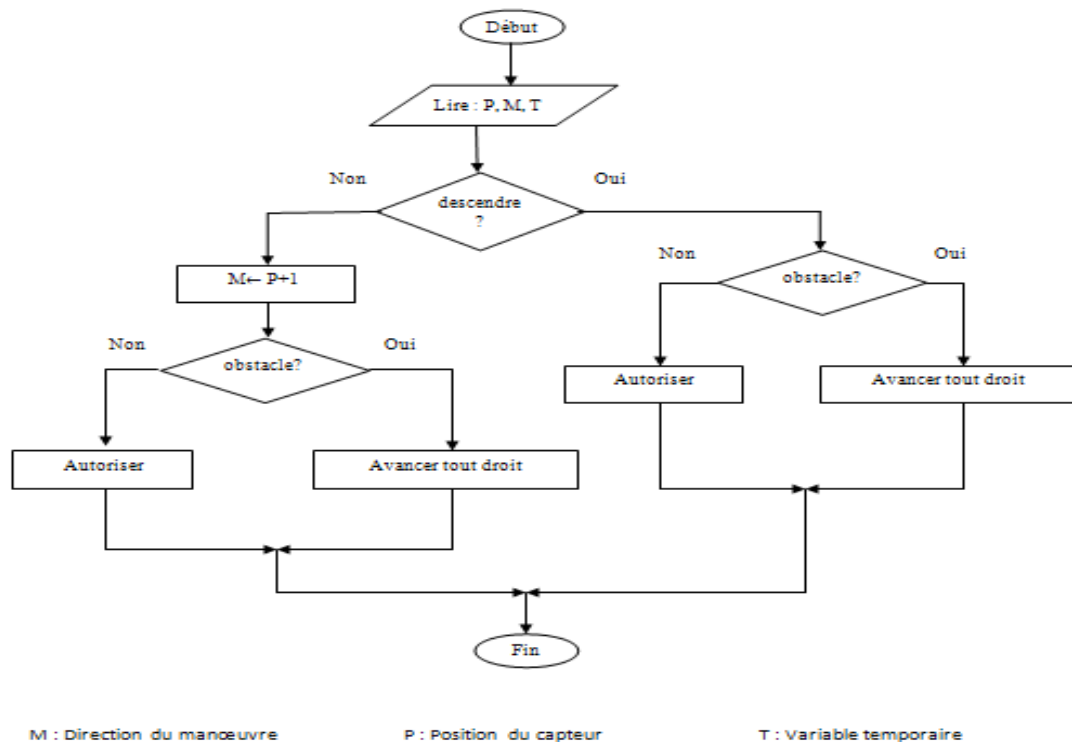 Début
Lire : P, M, T
Non
Oui
descendre
?
Non
Oui
M← P+1
obstacle?
Non
Oui
obstacle?
Autoriser
Avancer tout droit
Autoriser
Avancer tout droit
Fin
M : Direction du manœuvre P : Position du capteur T : Variable temporaire